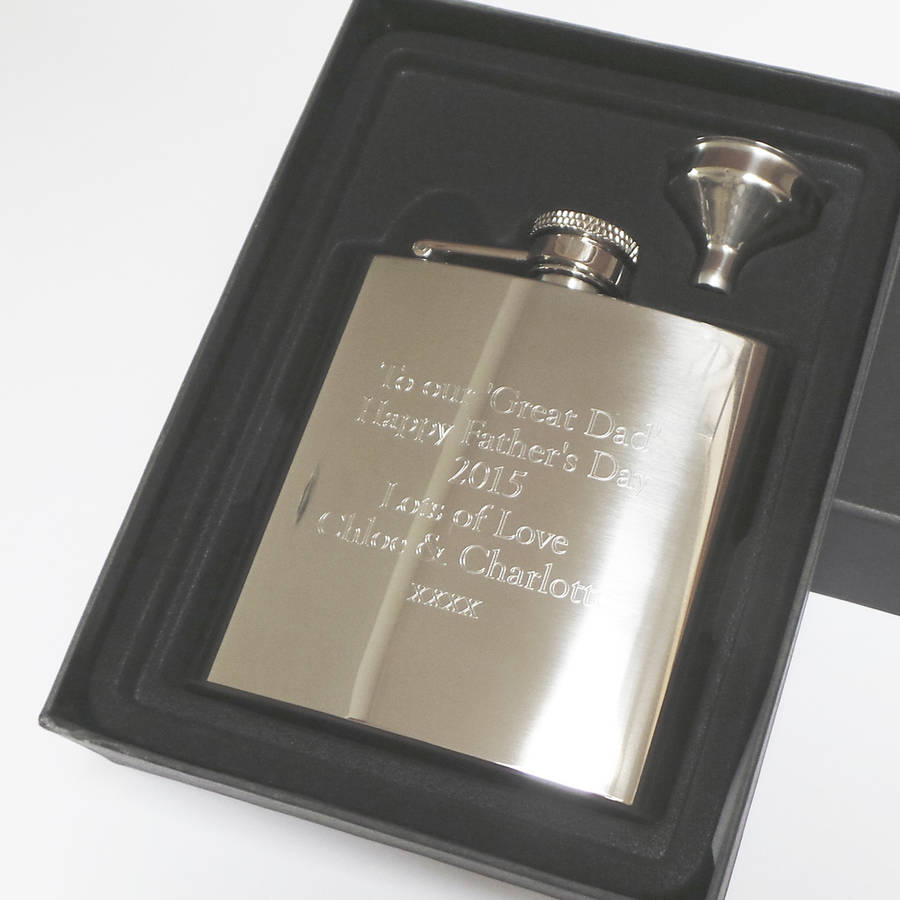 To our 'Great Dad'
Happy Father's Day
2015
Lots of Love
Chloe & Charlotte
xxxx